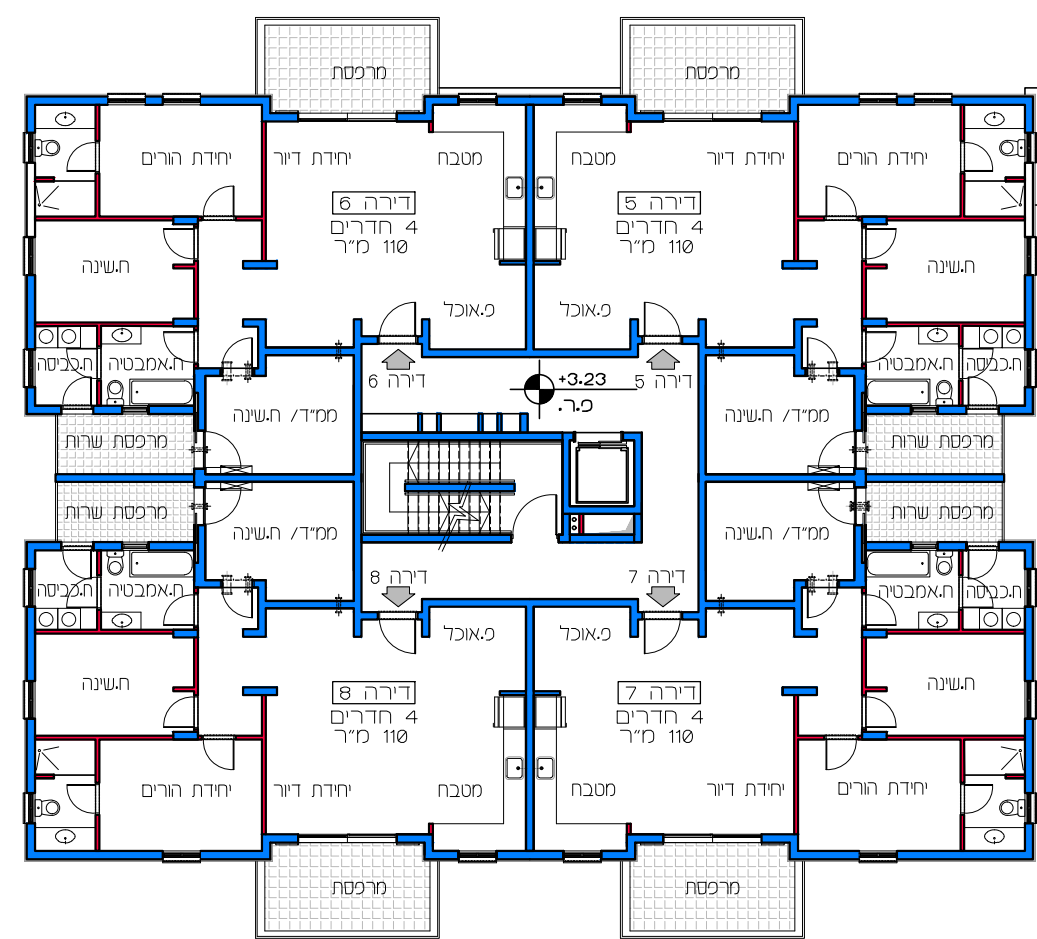 מרפסת
מרפסת
יחידת הורים
יחידת דיור
מטבח
מטבח
יחידת דיור
יחידת הורים
דירה 6
4 חדרים
110 מ״ר
דירה 5
4 חדרים
110 מ״ר
ח.שינה
ח.שינה
פ.אוכל
פ.אוכל
ח.כביסה
ח.אמבטיה
ח.אמבטיה
ח.כביסה
דירה 6
דירה 5
+3.23
פ.ר.
ממ״ד/ ח.שינה
ממ״ד/ ח.שינה
מרפסת שרות
מרפסת שרות
מרפסת שרות
מרפסת שרות
ממ״ד/ ח.שינה
ממ״ד/ ח.שינה
דירה 8
דירה 7
ח.כביסה
ח.אמבטיה
ח.אמבטיה
ח.כביסה
פ.אוכל
פ.אוכל
ח.שינה
ח.שינה
דירה 8
4 חדרים
110 מ״ר
דירה 7
4 חדרים
110 מ״ר
יחידת הורים
יחידת דיור
מטבח
מטבח
יחידת דיור
יחידת הורים
מרפסת
מרפסת